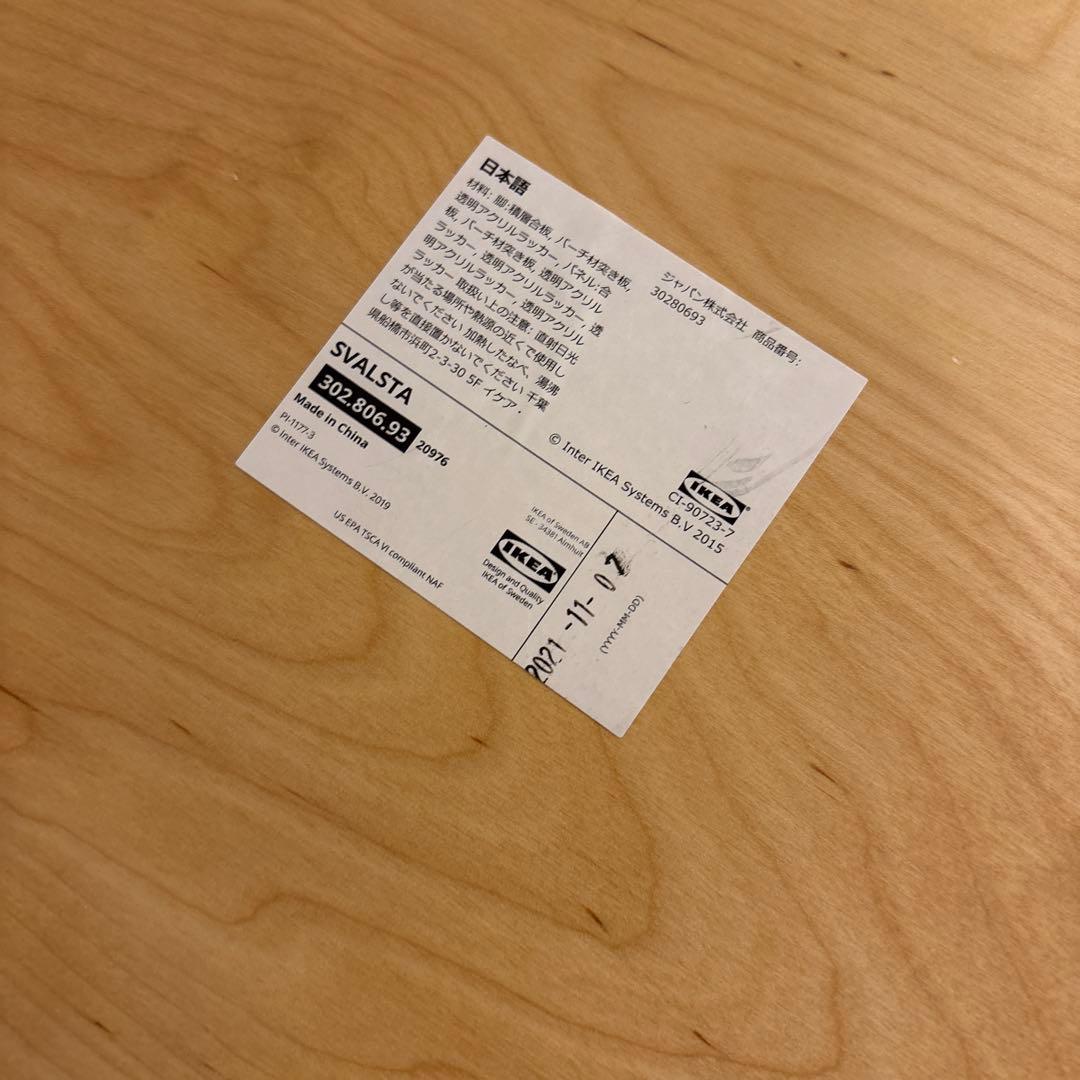 日本語
材料: 脚:積層合板, バーチ材突き板,
透明アクリルラッカー, パネル:合
板, バーチ材突き板, 透明アクリル
ラッカー, 透明アクリルラッカー, 透
明アクリルラッカー, 透明アクリル
ラッカー 取扱い上の注意: 直射日光
が当たる場所や熱源の近くで使用し
ないでください 加熱したなべ、湯沸
し等を直接置かないでください 千葉
県船橋市浜町2-3-30 5F イケア・
ジャパン株式会社 商品番号:
30280693
IKEA
CI-90723-7
© Inter IKEA Systems B.V 2015
SVALSTA
302.806.93 20976
Made in China
PI-1177-3
© Inter IKEA Systems B.V. 2019
US EPA TSCA VI compliant NAF
IKEA of Sweden AB
SE - 34381 Älmhult
IKEA
Design and Quality
IKEA of Sweden
2021 -11- 07
(YYYY-MM-DD)